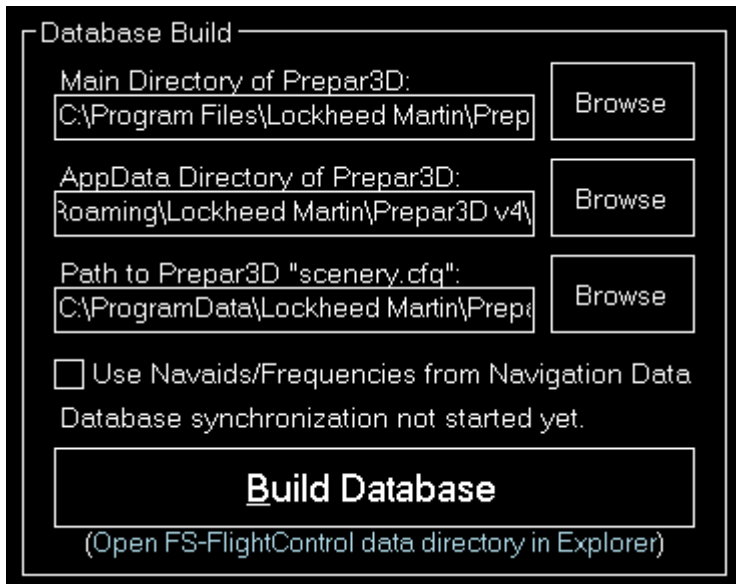 Database Build
Main Directory of Prepar3D:
C:\Program Files\Lockheed Martin\Prep
Browse
AppData Directory of Prepar3D:
Roaming\Lockheed Martin\Prepar3D v4\
Browse
Path to Prepar3D "scenery.cfg":
C:\ProgramData\Lockheed Martin\Prepa
Browse
Use Navaids/Frequencies from Navigation Data
Database synchronization not started yet.
Build Database
(Open FS-FlightControl data directory in Explorer)